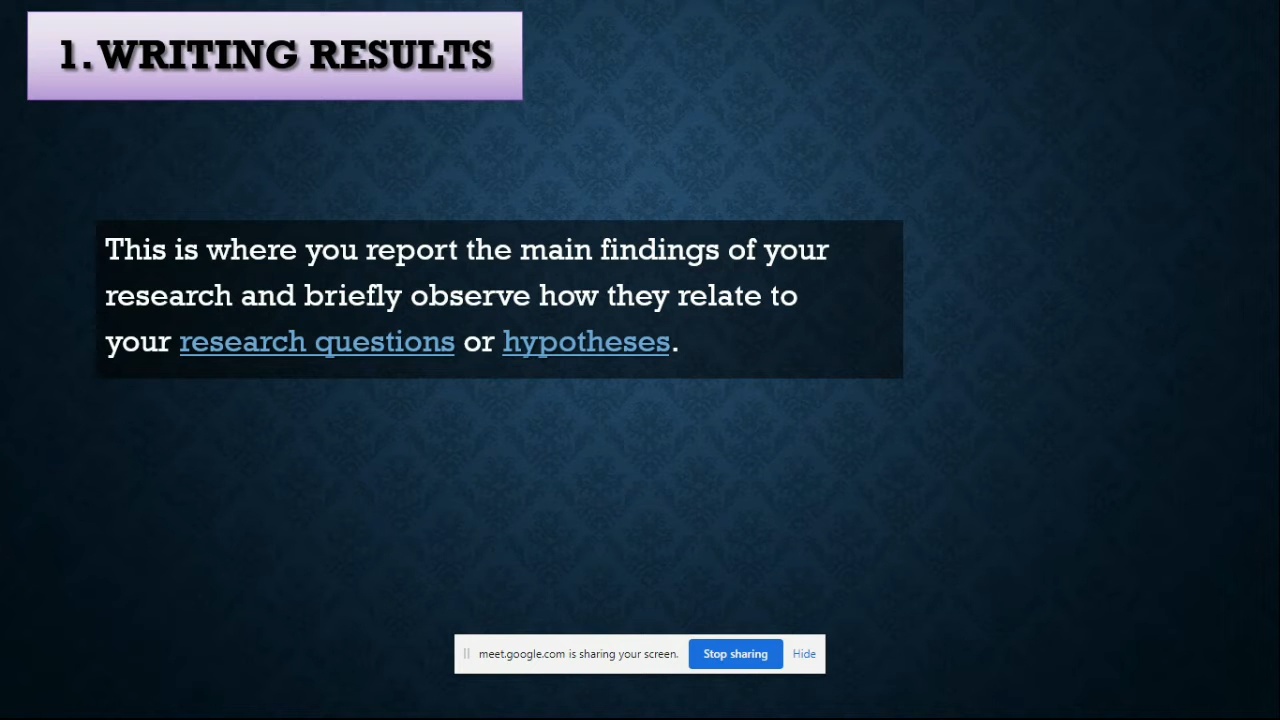 1. WRITING RESULTS
This is where you report the main findings of your
research and briefly observe how they relate to
your research questions or hypotheses.
meet.google.com is sharing your screen. Stop sharing Hide